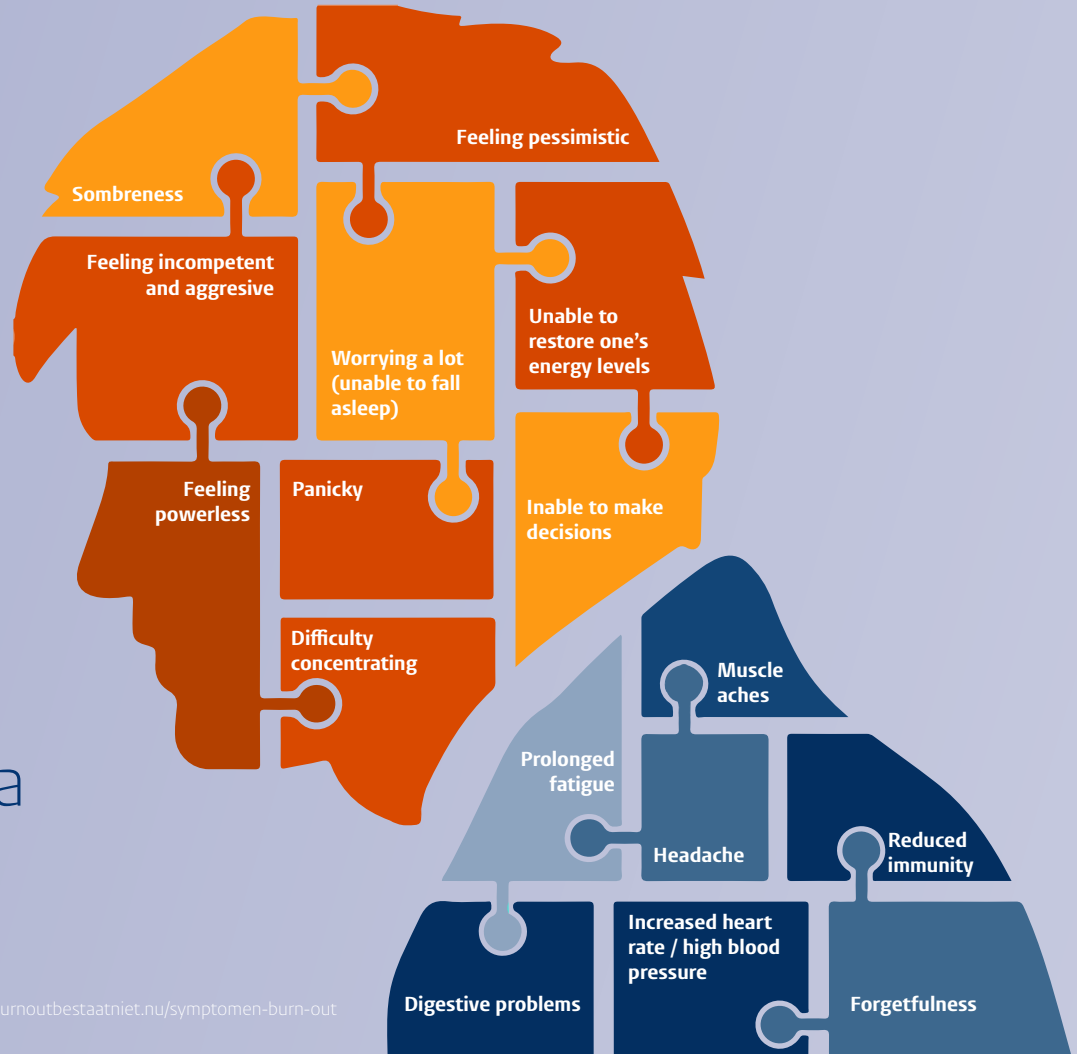 Feeling pessimistic
Sombreness
Feeling incompetent
and aggresive
Unable to
restore one's
energy levels
Worrying a lot
(unable to fall
asleep)
Feeling
powerless
Panicky
Inable to make
decisions
Difficulty
concentrating
Muscle
aches
Prolonged
fatigue
a
Headache
Reduced
immunity
Increased heart
rate / high blood
pressure
Digestive problems
Forgetfulness
urnoutbestaatniet.nu/symptomen-burn-out